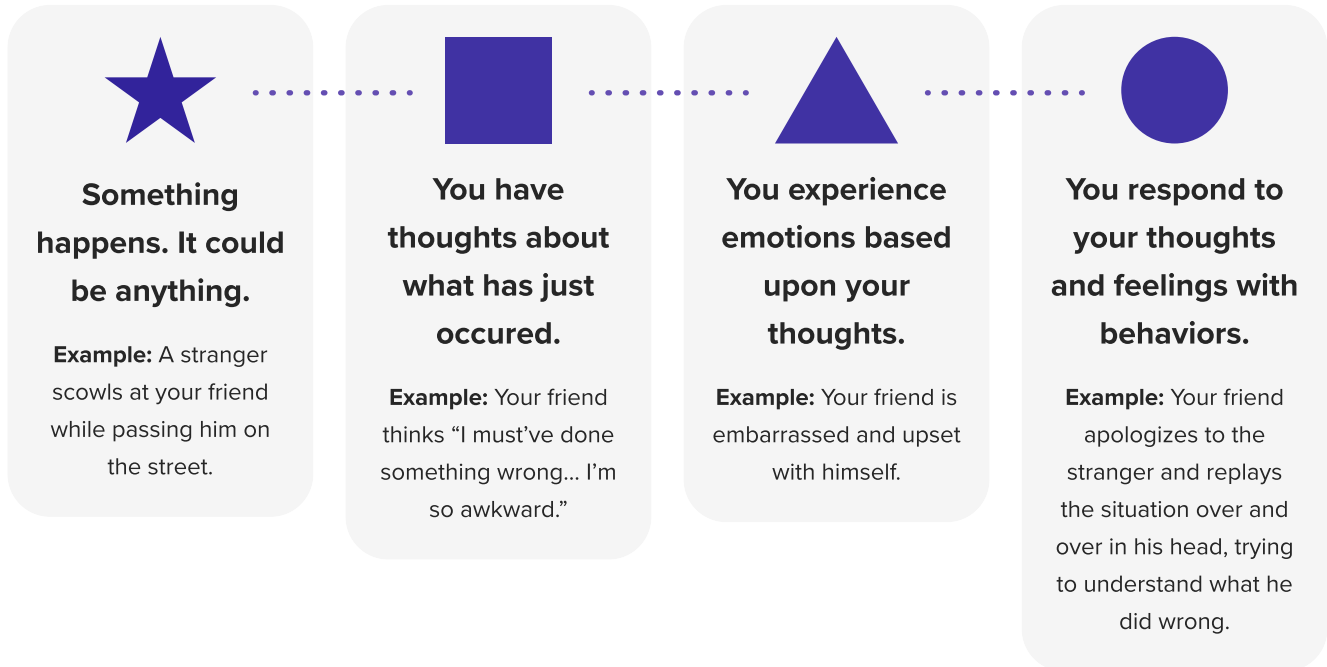 Something
happens. It could
be anything.
Example: A stranger
scowls at your friend
while passing him on
the street.
You have
thoughts about
what has just
occured.
Example: Your friend
thinks “I must’ve done
something wrong... I’m
so awkward.”
You experience
emotions based
upon your
thoughts.
Example: Your friend is
embarrassed and upset
with himself.
You respond to
your thoughts
and feelings with
behaviors.
Example: Your friend
apologizes to the
stranger and replays
the situation over and
over in his head, trying
to understand what he
did wrong.